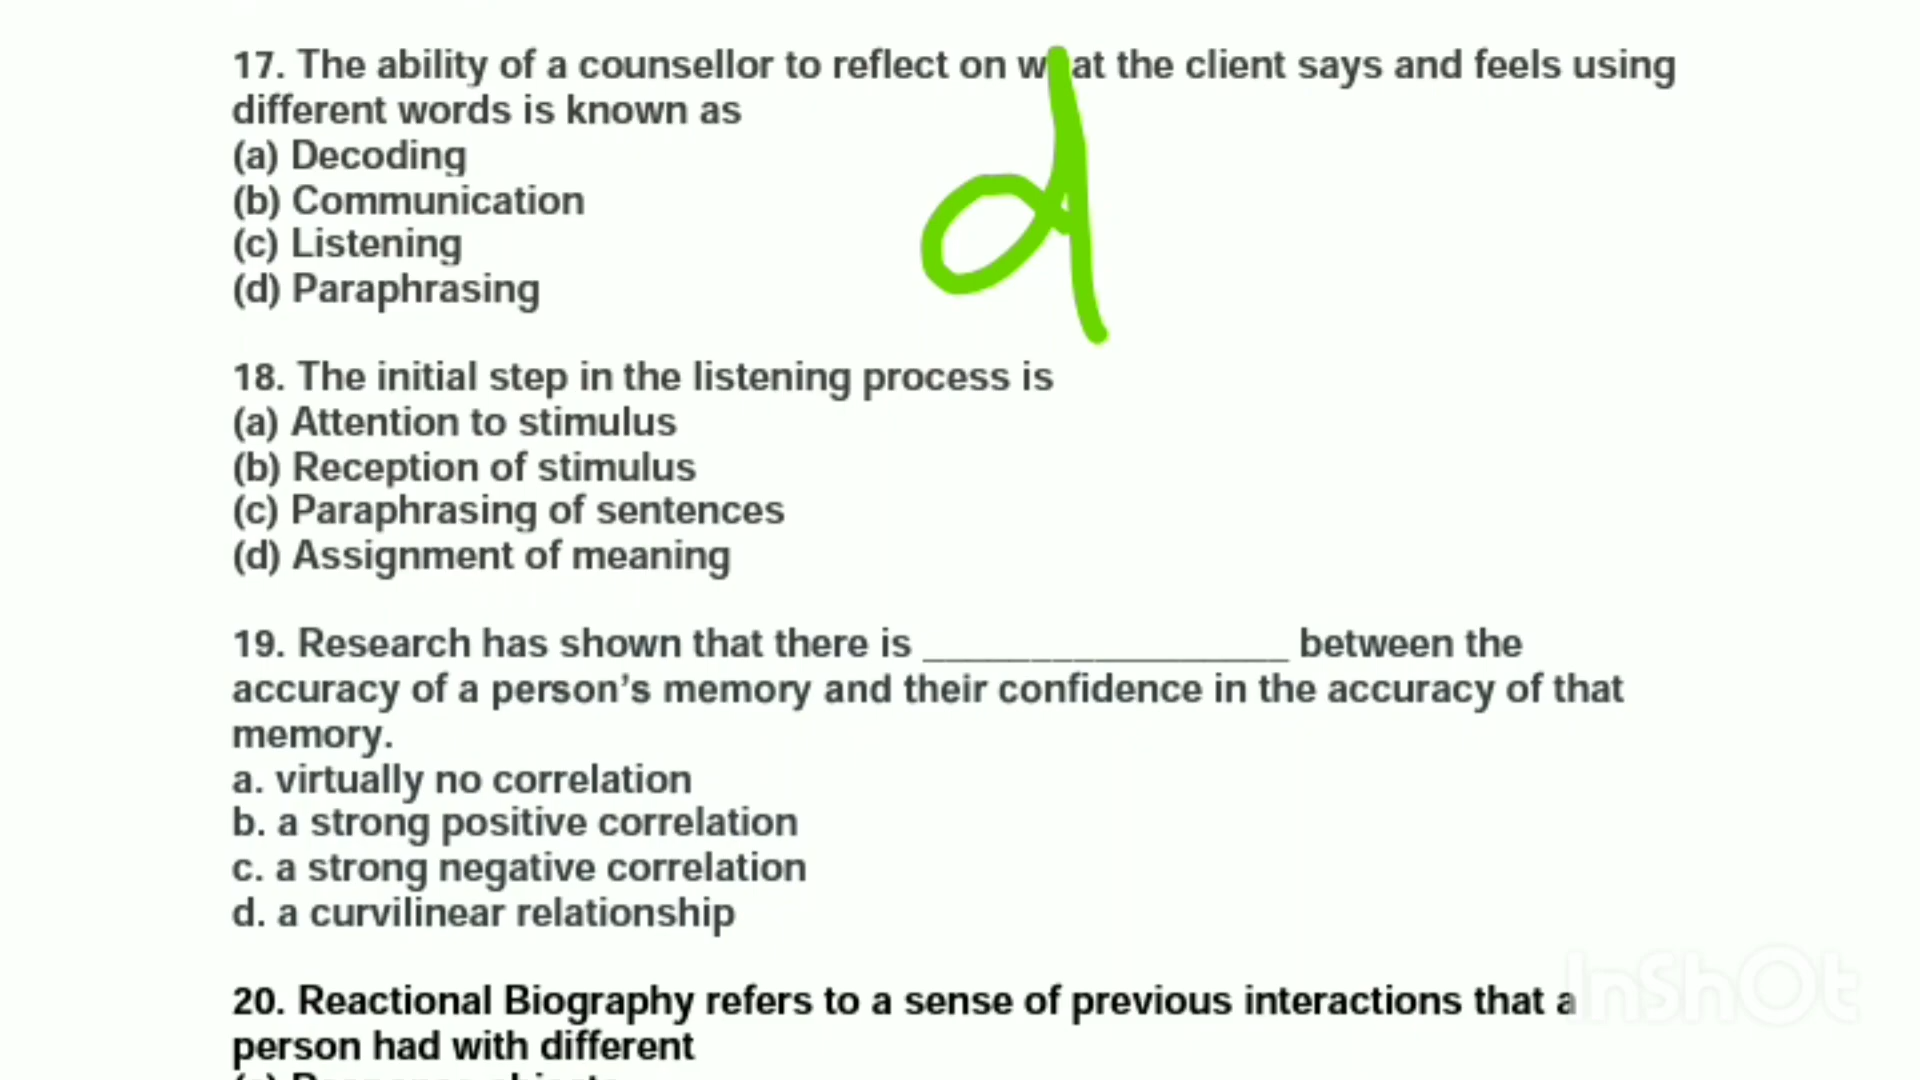 17. The ability of a counsellor to reflect on what the client says and feels using
different words is known as
(a) Decoding
(b) Communication
(c) Listening
(d) Paraphrasing
d
18. The initial step in the listening process is
(a) Attention to stimulus
(b) Reception of stimulus
(c) Paraphrasing of sentences
(d) Assignment of meaning
19. Research has shown that there is _________________ between the
accuracy of a person’s memory and their confidence in the accuracy of that
memory.
a. virtually no correlation
b. a strong positive correlation
c. a strong negative correlation
d. a curvilinear relationship
20. Reactional Biography refers to a sense of previous interactions that a
person had with different
InShOt